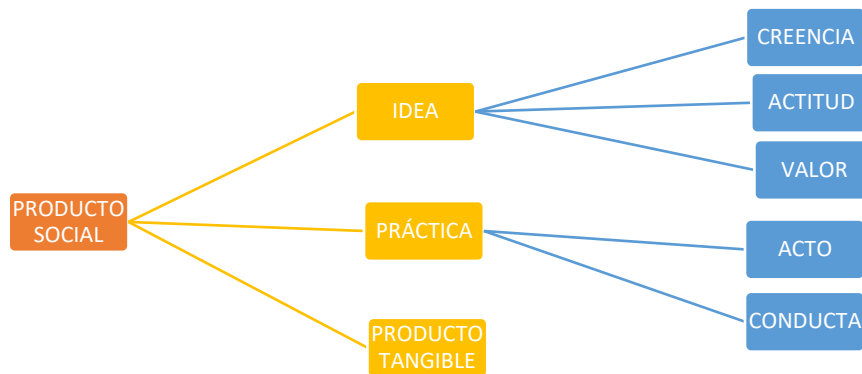 PRODUCTO
SOCIAL
IDEA
PRÁCTICA
PRODUCTO
TANGIBLE
CREENCIA
ACTITUD
VALOR
ACTO
CONDUCTA